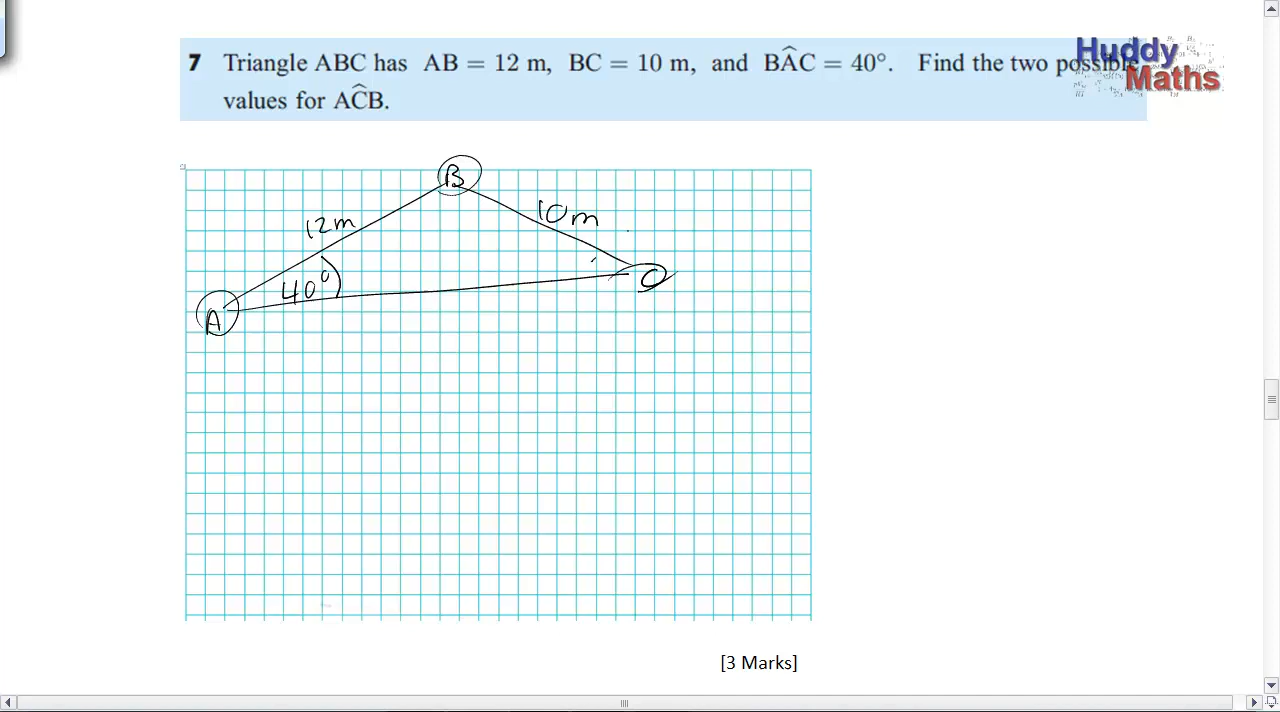 Huddy
Maths
7 Triangle ABC has AB = 12 m, BC = 10 m, and BÂC = 40°. Find the two possible
values for AĈB.
B
12m
10m
40°
C
A
[3 Marks]